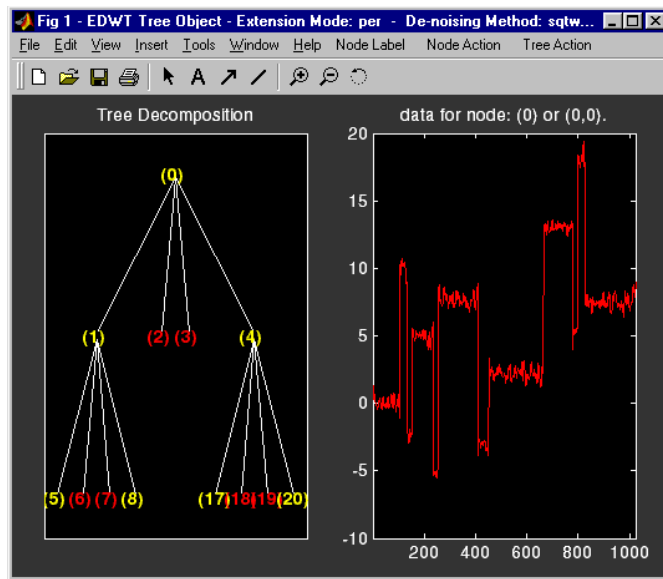 Fig 1 - EDWT Tree Object - Extension Mode: per - De-noising Method: sqtw...
File Edit View Insert Tools Window Help Node Label Node Action Tree Action
A
Tree Decomposition
(0)
(1) (2) (3) (4)
(5) (6) (7) (8) (17) (18) (19) (20)
data for node: (0) or (0,0).
20
15
10
5
0
-5
-10
200 400 600 800 1000